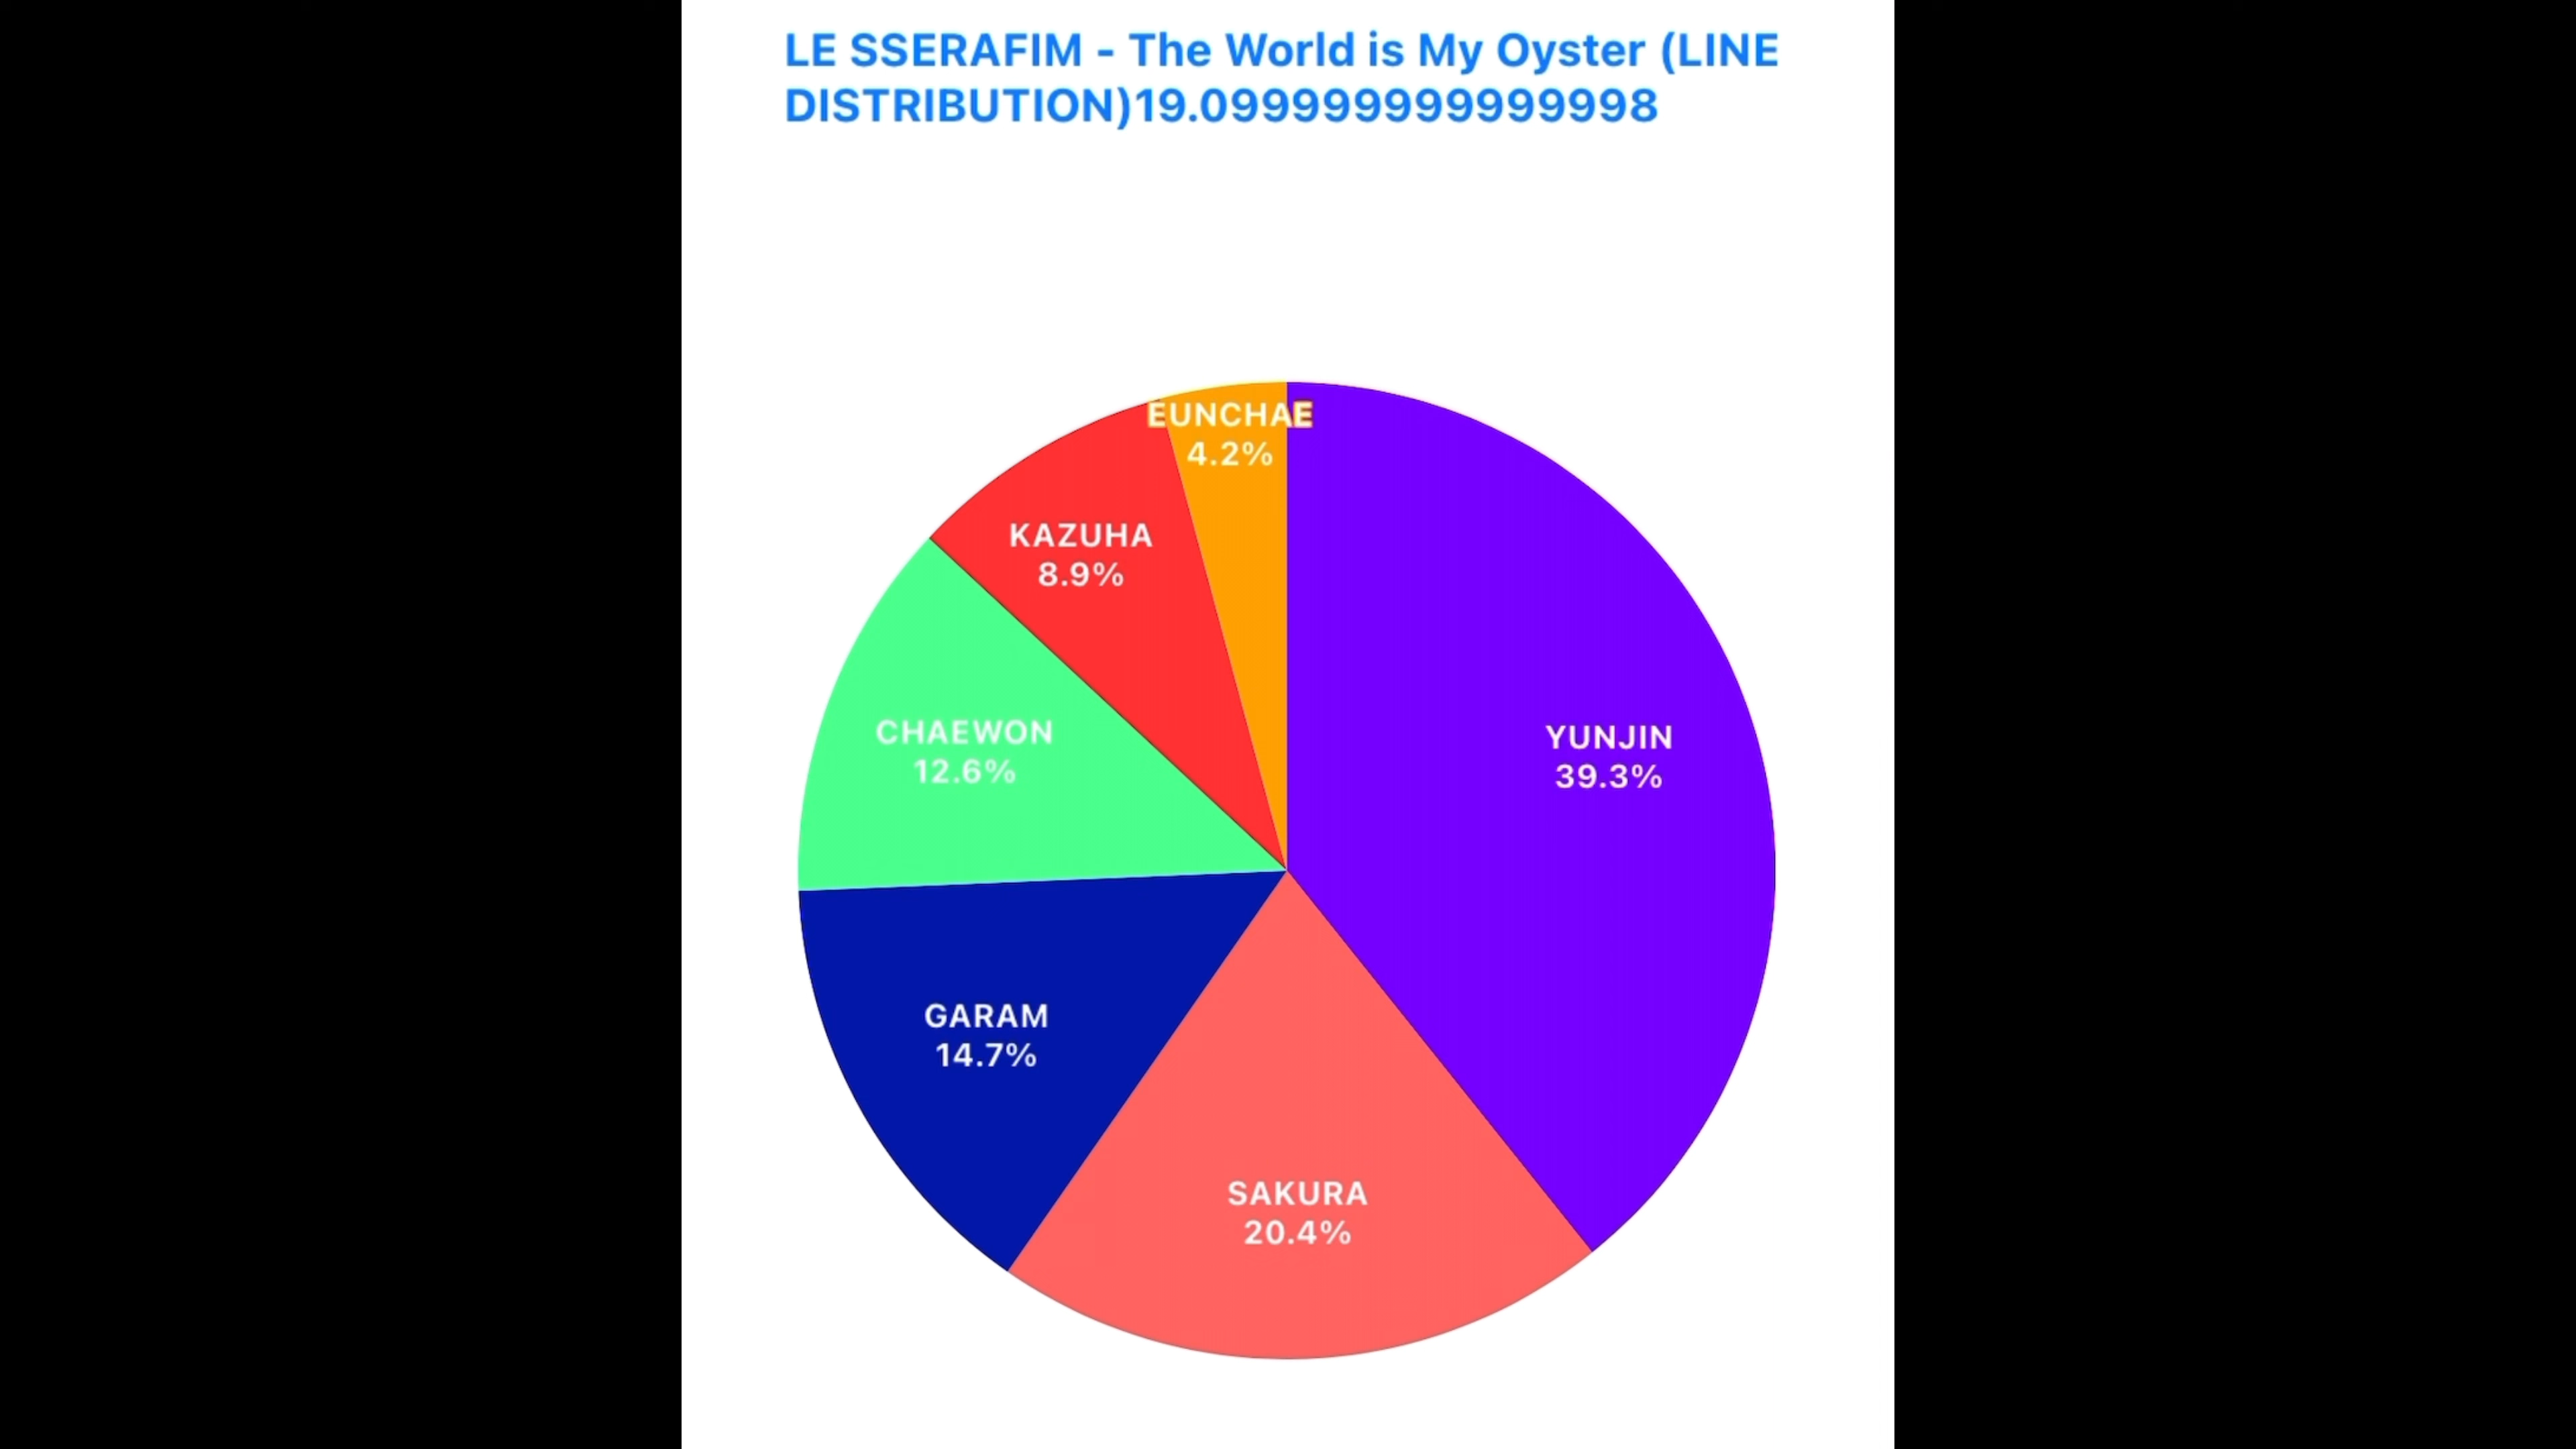 LE SSERAFIM - The World is My Oyster (LINE
DISTRIBUTION)19.099999999999998
EUNCHAE
4.2%
KAZUHA
8.9%
CHAEWON
12.6%
YUNJIN
39.3%
GARAM
14.7%
SAKURA
20.4%